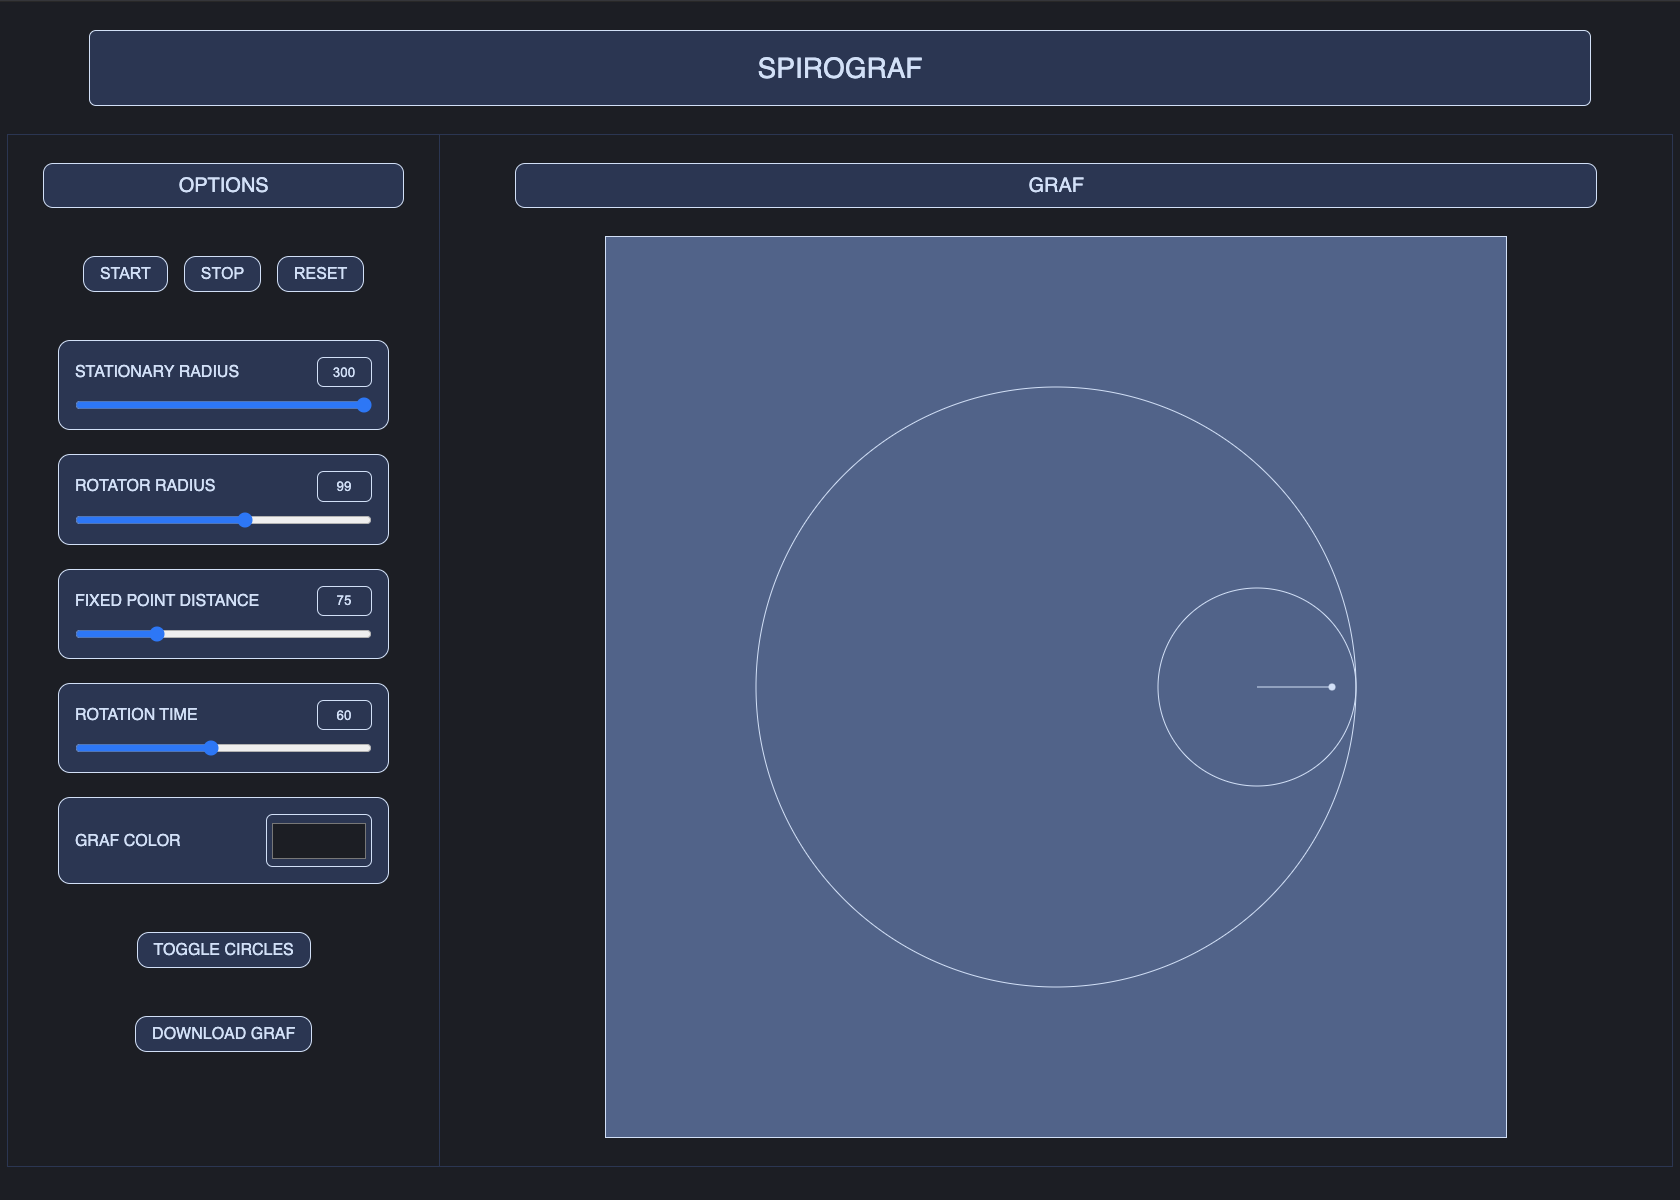 SPIROGRAF
OPTIONS
START STOP RESET
STATIONARY RADIUS 300
ROTATOR RADIUS 99
FIXED POINT DISTANCE 75
ROTATION TIME 60
GRAF COLOR
TOGGLE CIRCLES
DOWNLOAD GRAF
GRAF